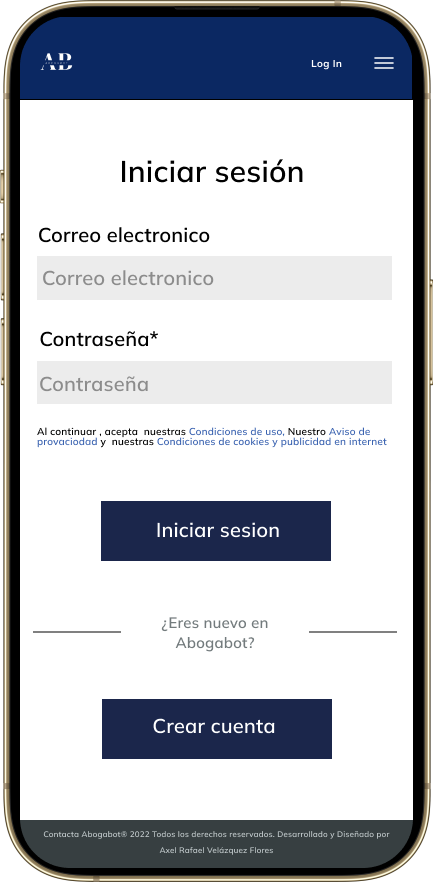 AB
Log In
Iniciar sesión
Correo electronico
Correo electronico
Contraseña*
Contraseña
Al continuar , acepta nuestras Condiciones de uso, Nuestro Aviso de
provaciodad y nuestras Condiciones de cookies y publicidad en internet
Iniciar sesion
¿Eres nuevo en
Abogabot?
Crear cuenta
Contacta Abogabot® 2022 Todos los derechos reservados. Desarrollado y Diseñado por
Axel Rafael Velázquez Flores